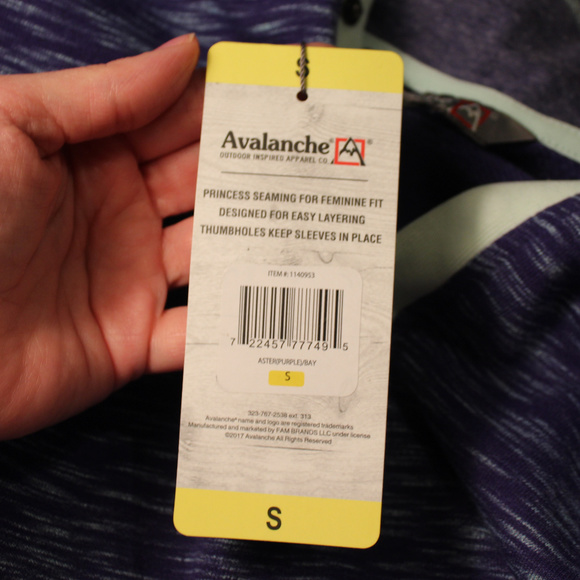 S
Avalanche®
OUTDOOR INSPIRED APPAREL CO.
PRINCESS SEAMING FOR FEMININE FIT
DESIGNED FOR EASY LAYERING
THUMBHOLES KEEP SLEEVES IN PLACE
ITEM #: 1140953
7 22457 77749 5
ASTER(PURPLE)/BAY
S
323-767-2538 ext. 313
Avalanche® name and logo are registered trademarks
Manufactured and marketed by FAM BRANDS LLC under license
©2017 Avalanche All Rights Reserved
S